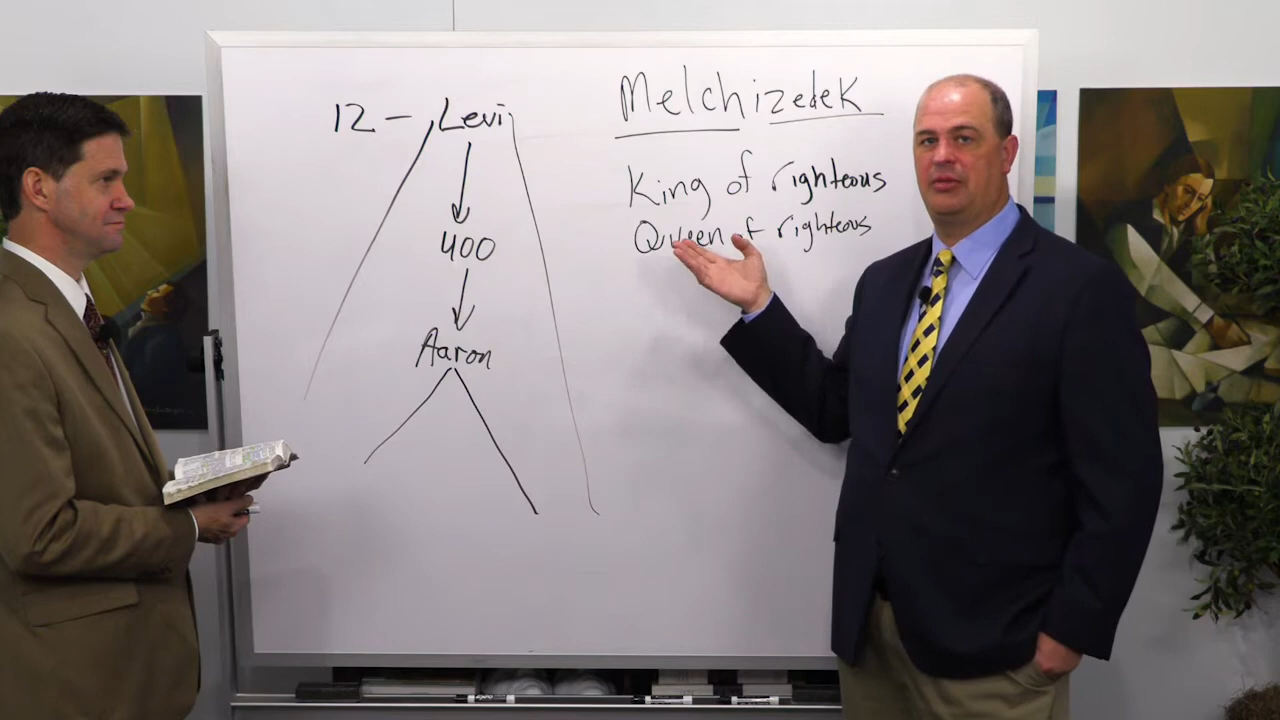 12 - Levi
400
Aaron
Melchizedek
King of righteous
Queen of righteous